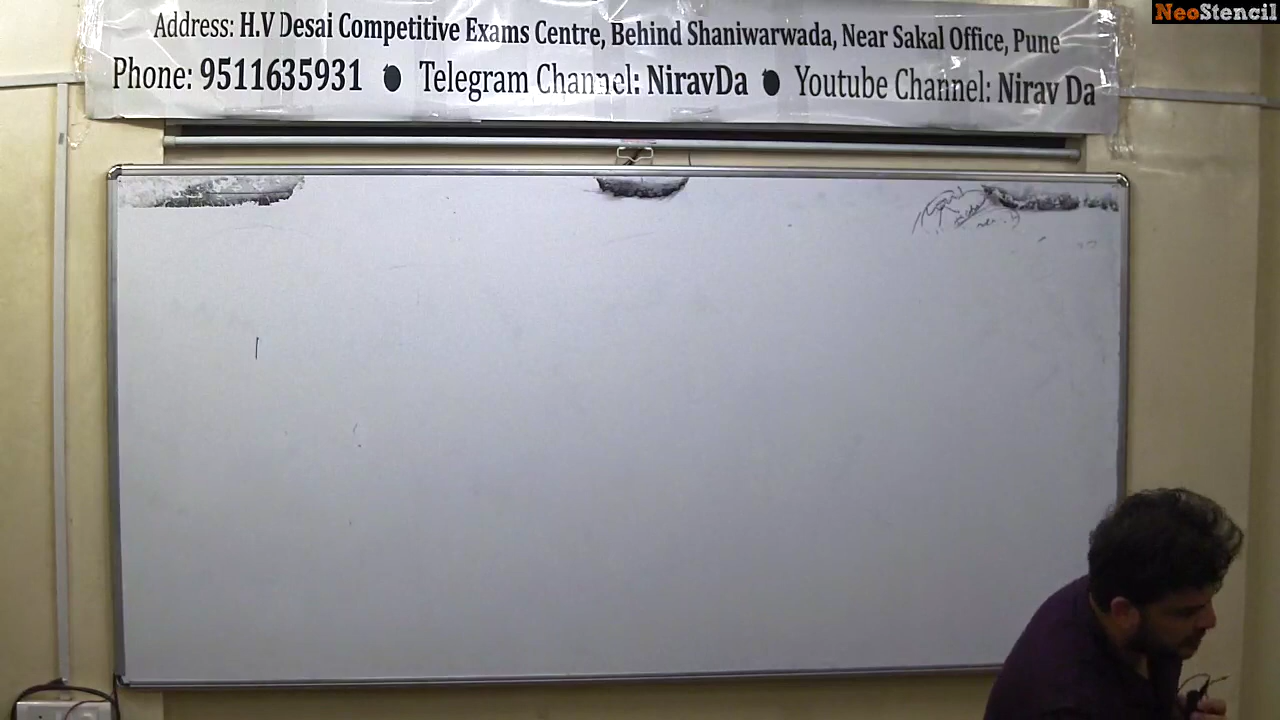 NeoStencil
Address: H.V Desai Competitive Exams Centre, Behind Shaniwarwada, Near Sakal Office, Pune
Phone: 9511635931 ● Telegram Channel: NiravDa ● Youtube Channel: Nirav Da